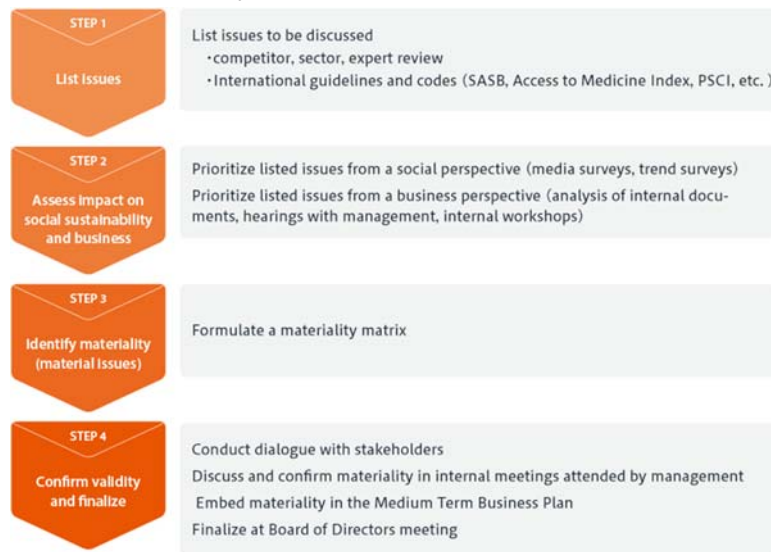 STEP 1
List Issues
List issues to be discussed
・competitor, sector, expert review
・International guidelines and codes (SASB, Access to Medicine Index, PSCI, etc. )
STEP 2
Assess impact on
social sustainability
and business
Prioritize listed issues from a social perspective (media surveys, trend surveys)
Prioritize listed issues from a business perspective (analysis of internal docu-
ments, hearings with management, internal workshops)
STEP 3
Identify materiality
(material issues)
Formulate a materiality matrix
STEP 4
Confirm validity
and finalize
Conduct dialogue with stakeholders
Discuss and confirm materiality in internal meetings attended by management
Embed materiality in the Medium Term Business Plan
Finalize at Board of Directors meeting